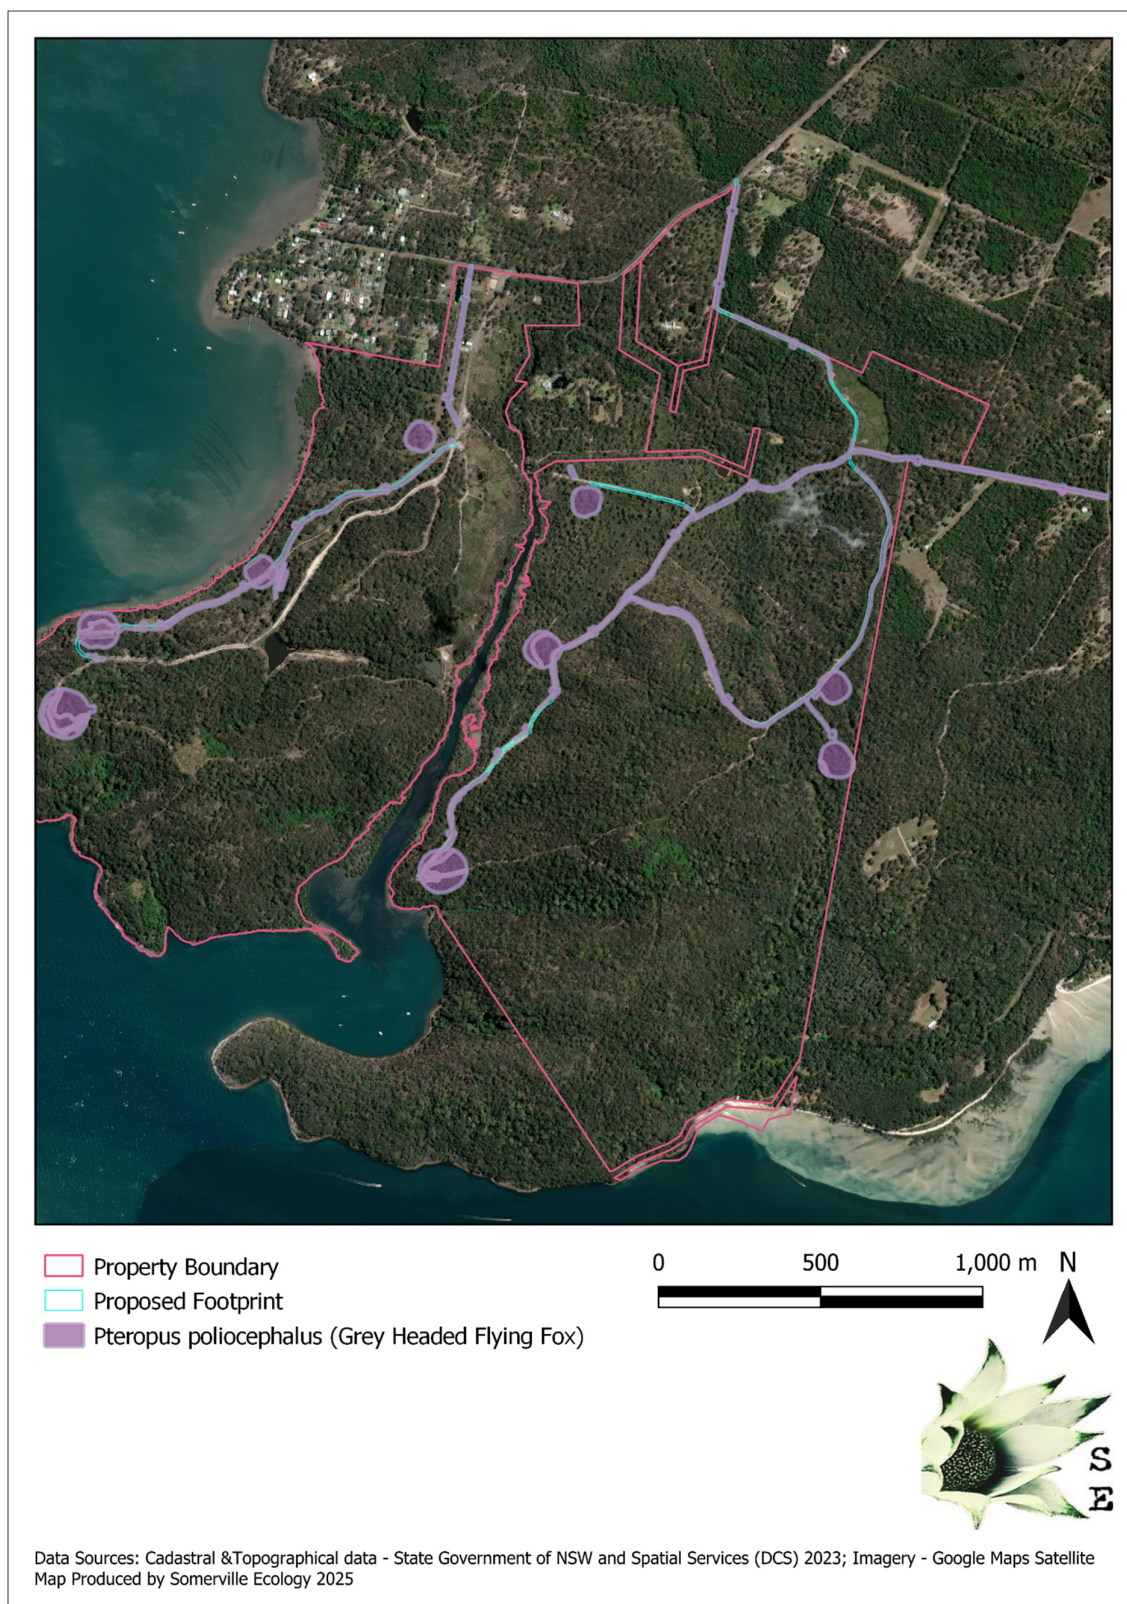 Property Boundary
Proposed Footprint
Pteropus poliocephalus (Grey Headed Flying Fox)
0 500 1,000 m
N
S
E
Data Sources: Cadastral &Topographical data - State Government of NSW and Spatial Services (DCS) 2023; Imagery - Google Maps Satellite
Map Produced by Somerville Ecology 2025